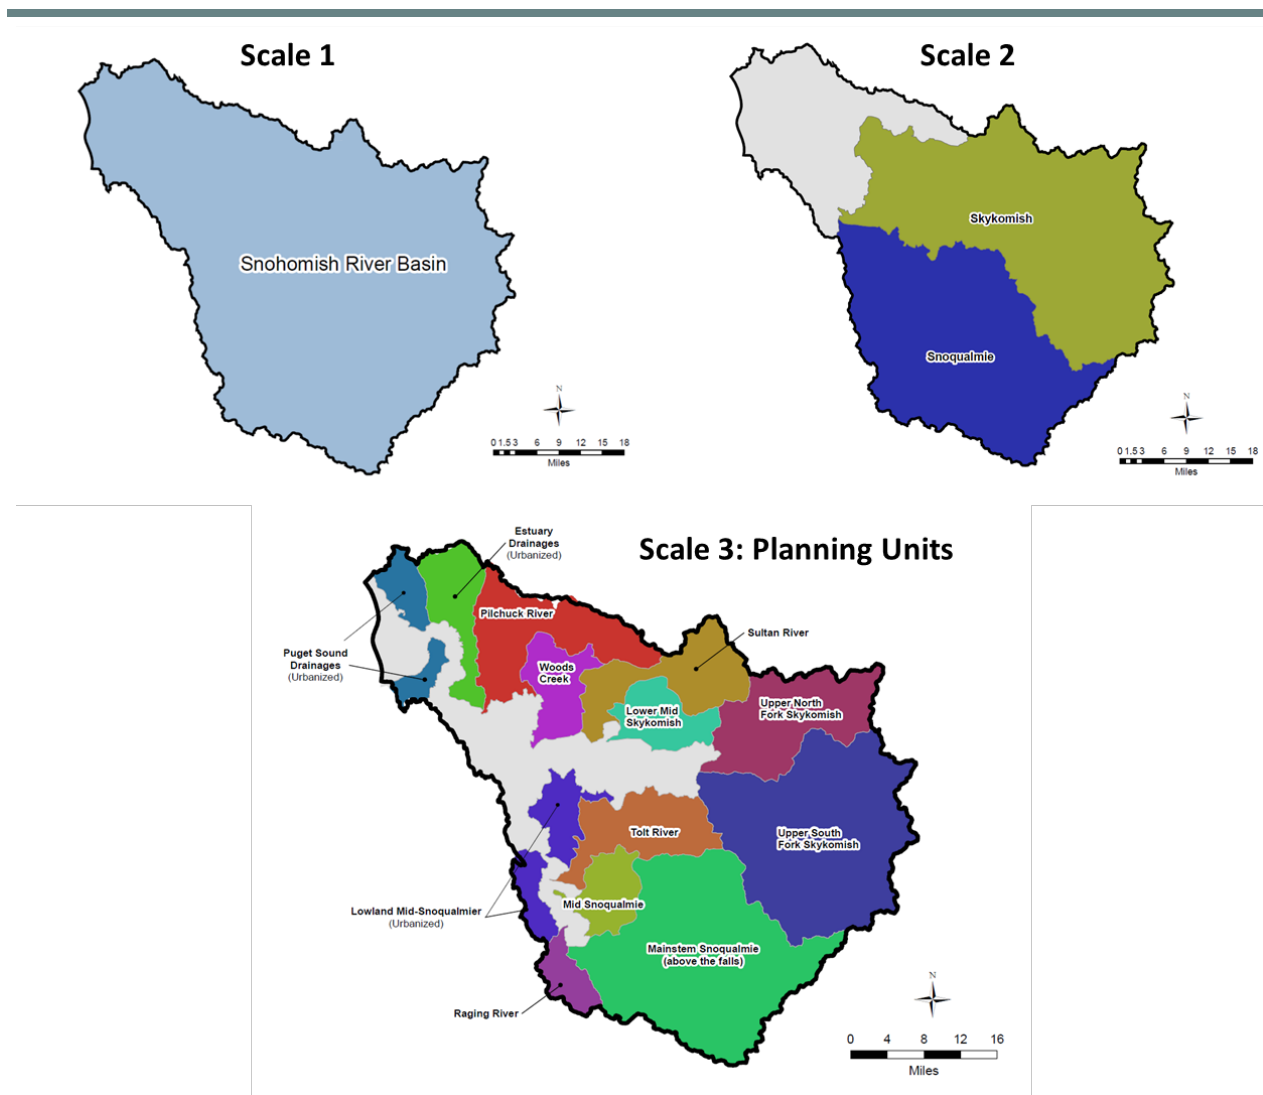 Scale 1
Snohomish River Basin
N
0 1.5 3 6 9 12 15 18
Miles
Scale 2
Skykomish
Snoqualmie
N
0 1.5 3 6 9 12 15 18
Miles
Scale 3: Planning Units
Estuary
Drainages
(Urbanized)
Pilchuck River
Sultan River
Puget Sound
Drainages
(Urbanized)
Woods
Creek
Lower Mid
Skykomish
Upper North
Fork Skykomish
Tolt River
Upper South
Fork Skykomish
Lowland Mid-Snoqualmier
(Urbanized)
Mid Snoqualmie
Mainstem Snoqualmie
(above the falls)
Raging River
N
0 4 8 12 16
Miles